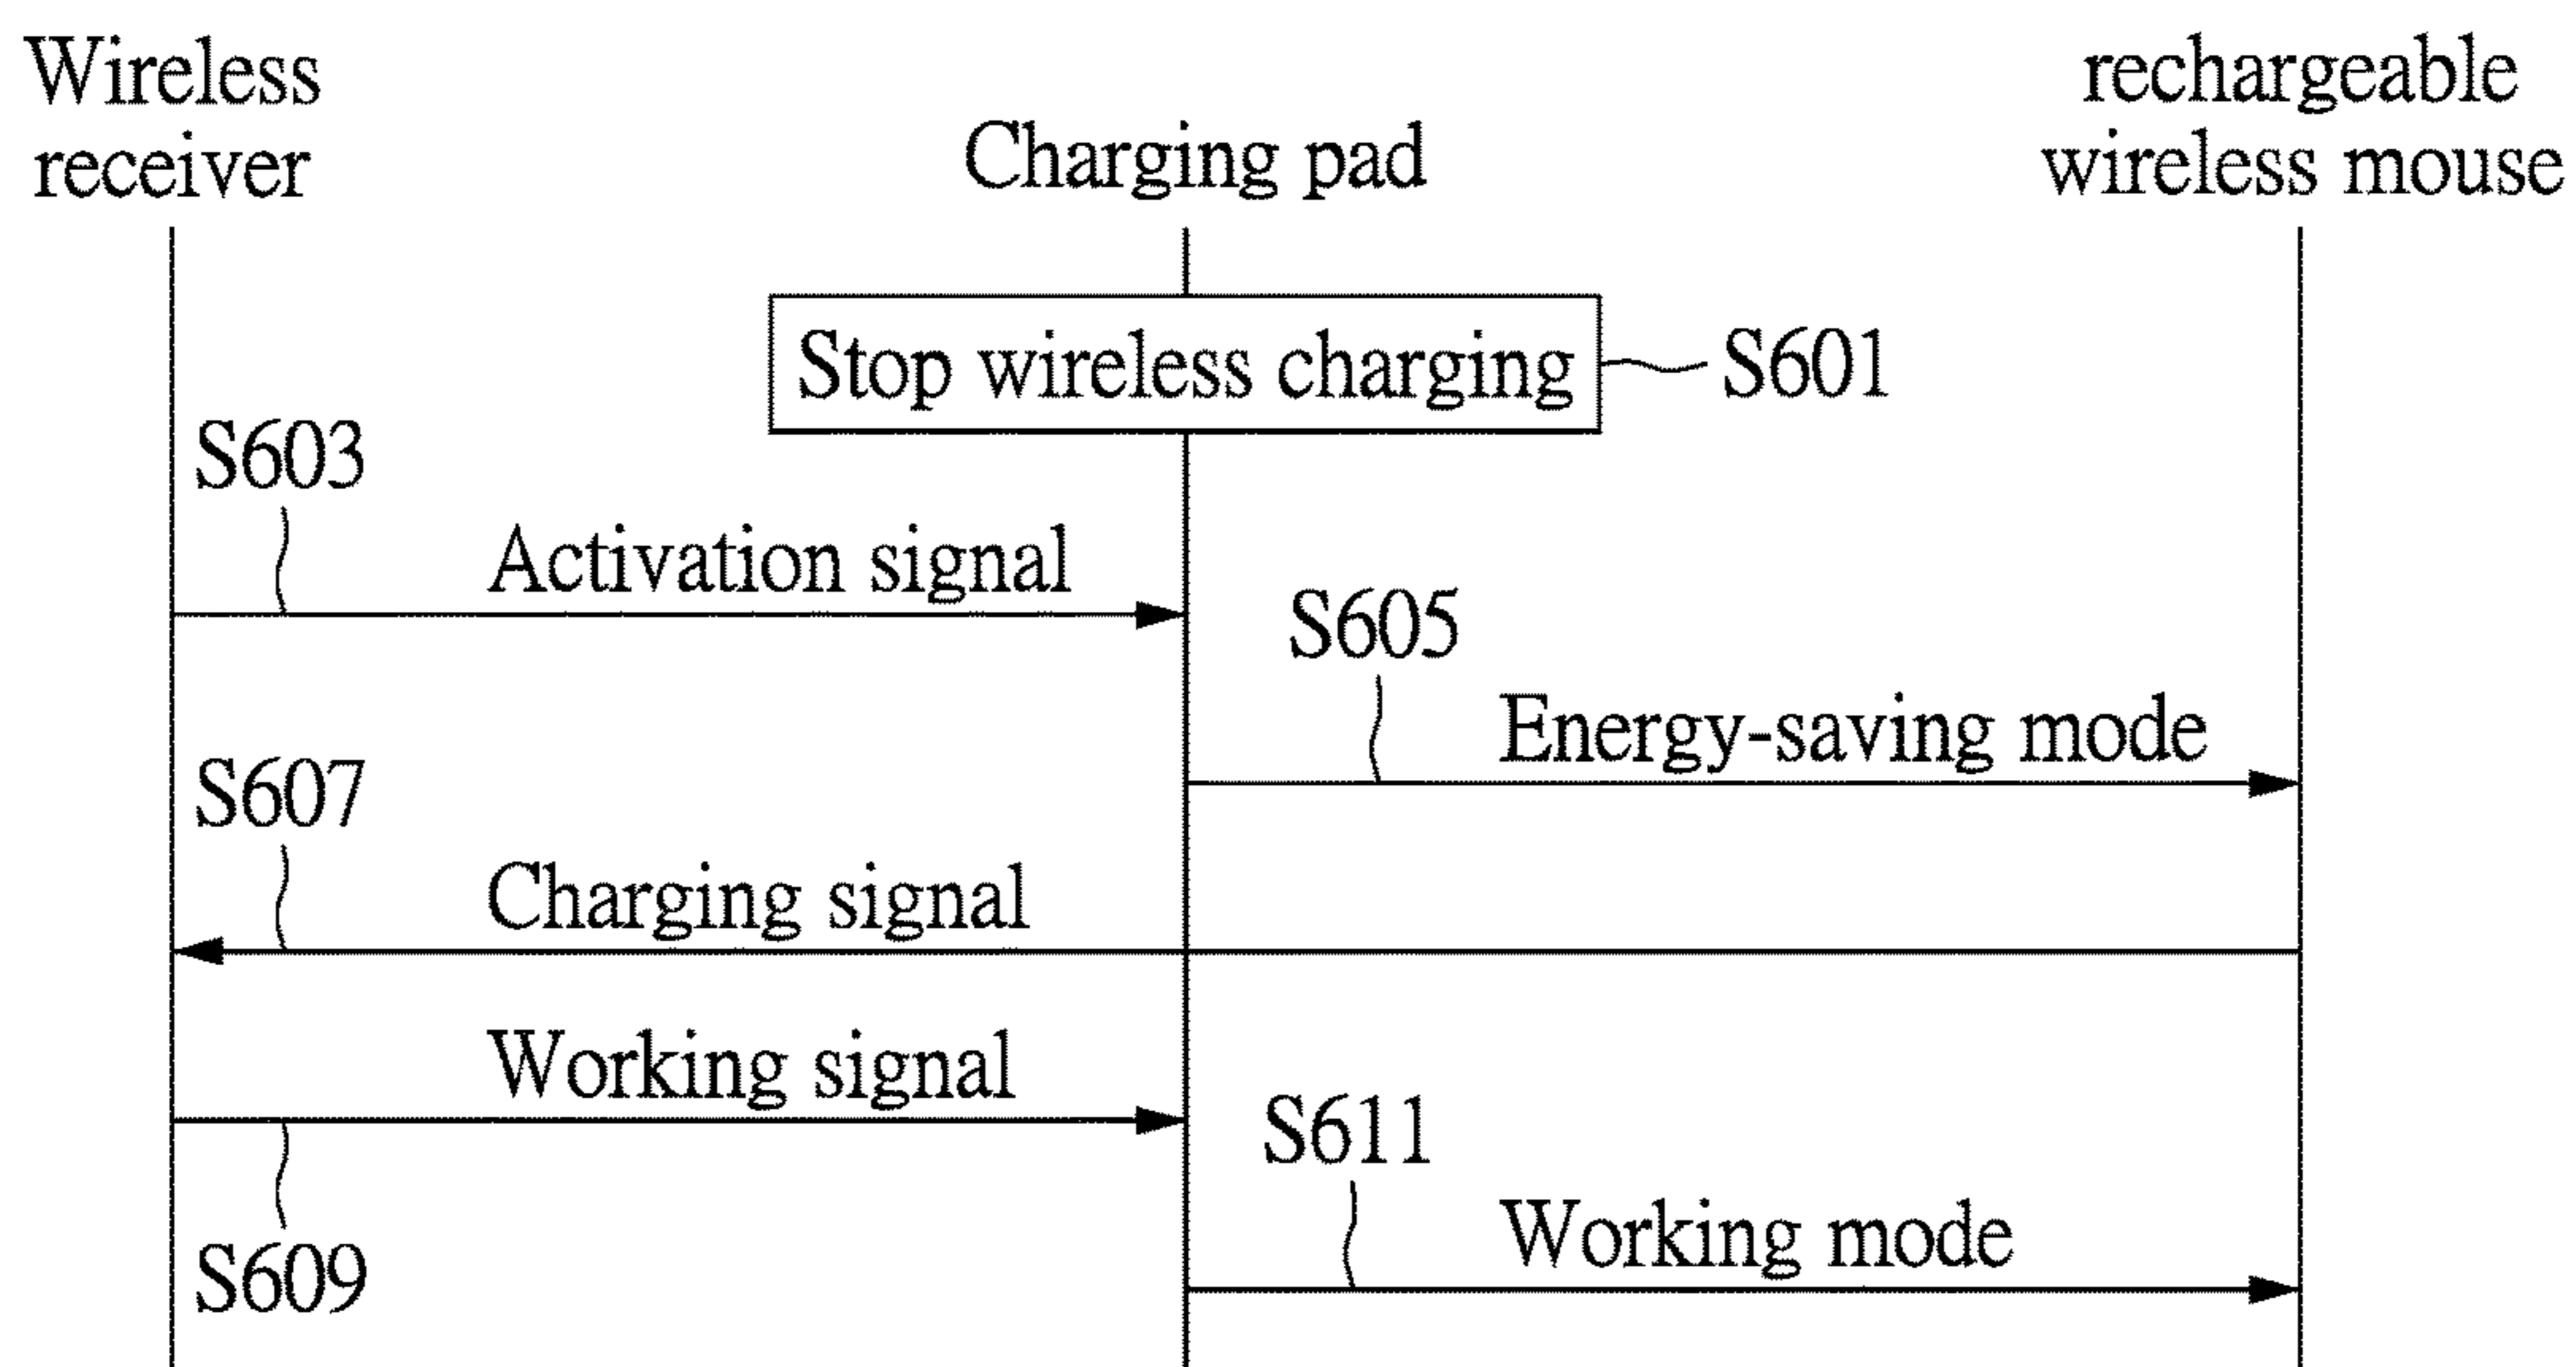 Wireless
receiver
Charging pad
rechargeable
wireless mouse
Stop wireless charging
S601
S603
Activation signal
S605
Energy-saving mode
S607
Charging signal
Working signal
S609
S611
Working mode